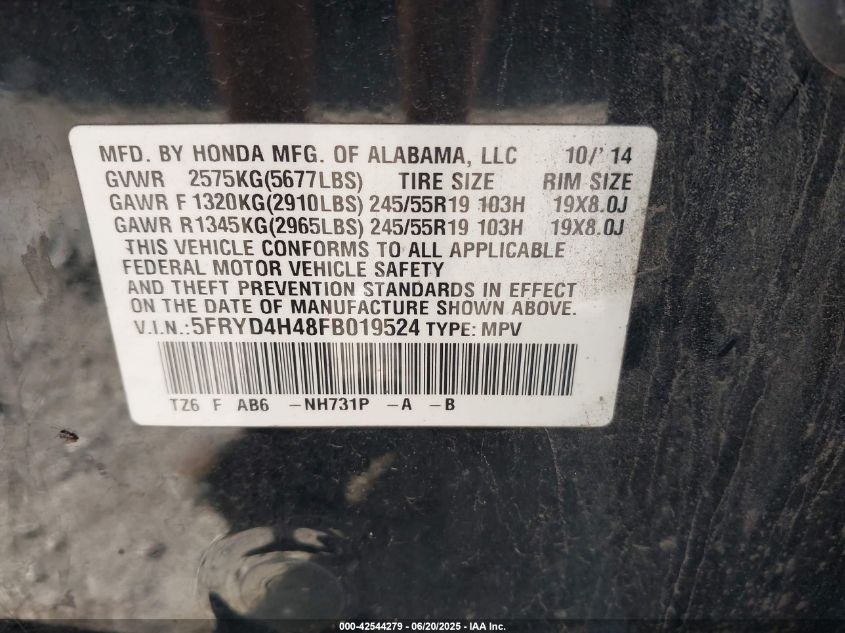 MFD. BY HONDA MFG. OF ALABAMA, LLC 10/'14
GVWR 2575KG(5677LBS) TIRE SIZE RIM SIZE
GAWR F 1320KG(2910LBS) 245/55R19 103H 19X8.0J
GAWR R 1345KG(2965LBS) 245/55R19 103H 19X8.0J
THIS VEHICLE CONFORMS TO ALL APPLICABLE
FEDERAL MOTOR VEHICLE SAFETY
AND THEFT PREVENTION STANDARDS IN EFFECT
ON THE DATE OF MANUFACTURE SHOWN ABOVE.
V.I.N.:5FRYD4H48FB019524 TYPE: MPV
TZ6 F AB6 -NH731P -A -B
000-42544279 - 06/20/2025 - IAA Inc.